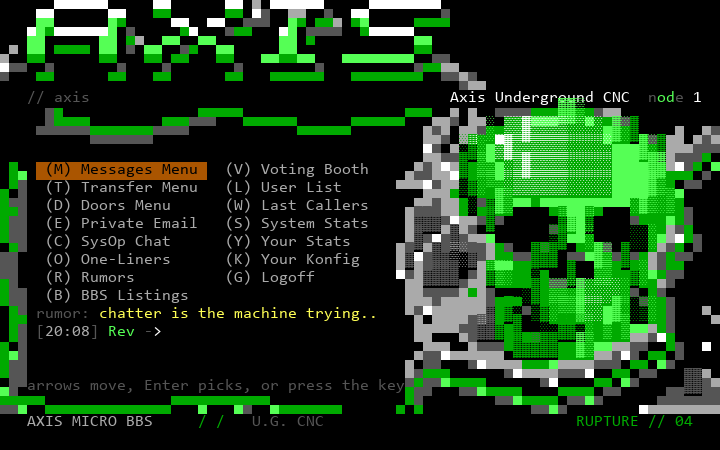 AXIS
// axis
Axis Underground CNC node 1
(M) Messages Menu (V) Voting Booth
(T) Transfer Menu (L) User List
(D) Doors Menu (W) Last Callers
(E) Private Email (S) System Stats
(C) SysOp Chat (Y) Your Stats
(O) One-Liners (K) Your Konfig
(R) Rumors (G) Logoff
(B) BBS Listings
rumor: chatter is the machine trying..
[20:08] Rev ->
arrows move, Enter picks, or press the key
AXIS MICRO BBS / / U.G. CNC RUPTURE // 04